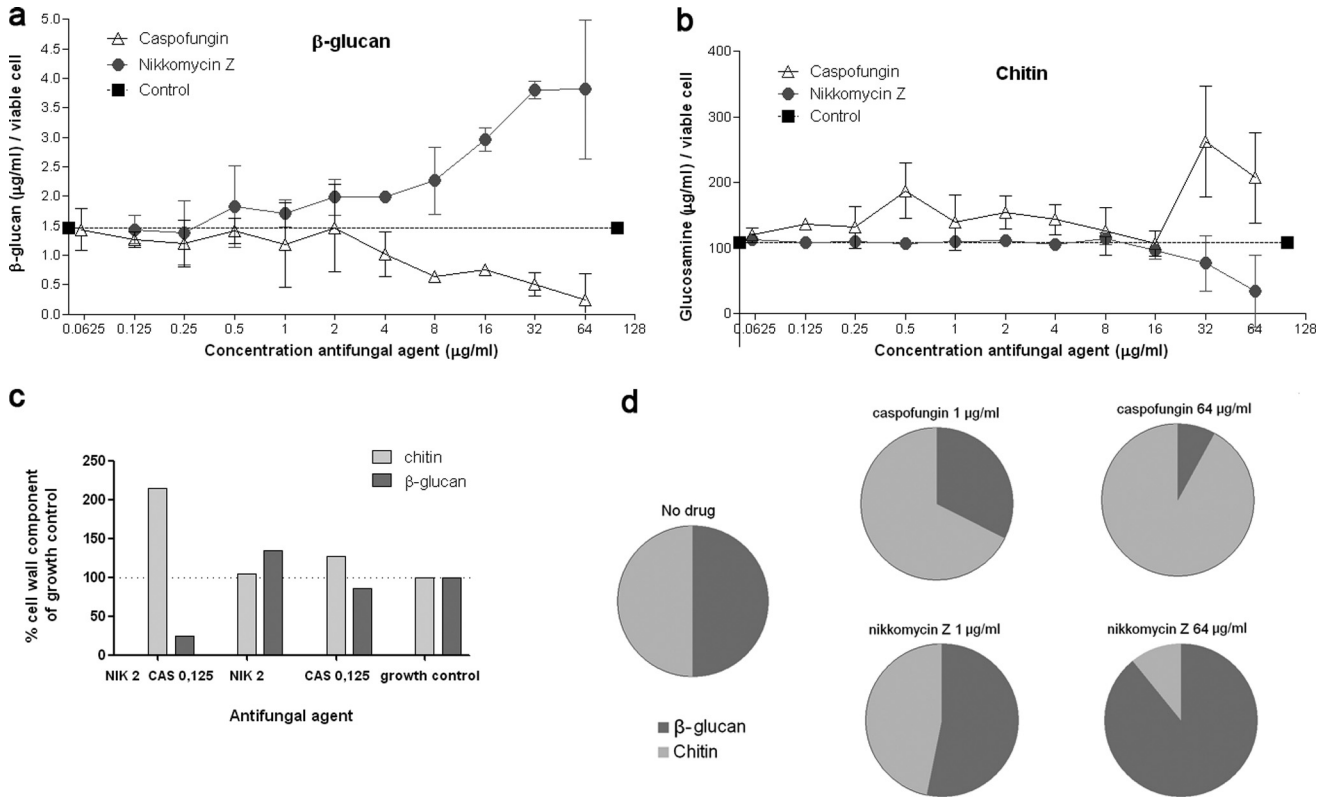 a
β-glucan
Caspofungin
Nikkomycin Z
Control
β-glucan (µg/ml) / viable cell
5.0
4.5
4.0
3.5
3.0
2.5
2.0
1.5
1.0
0.5
0.0
0.0625 0.125 0.25 0.5 1 2 4 8 16 32 64 128
Concentration antifungal agent (µg/ml)
b
Chitin
Caspofungin
Nikkomycin Z
Control
Glucosamine (µg/ml) / viable cell
400
300
200
100
0
0.0625 0.125 0.25 0.5 1 2 4 8 16 32 64 128
Concentration antifungal agent (µg/ml)
c
chitin
β-glucan
% cell wall component
of growth control
250
200
150
100
50
0
NIK 2 CAS 0,125 NIK 2 CAS 0,125 growth control
Antifungal agent
d
No drug
caspofungin 1 µg/ml
caspofungin 64 µg/ml
nikkomycin Z 1 µg/ml
nikkomycin Z 64 µg/ml
β-glucan
Chitin